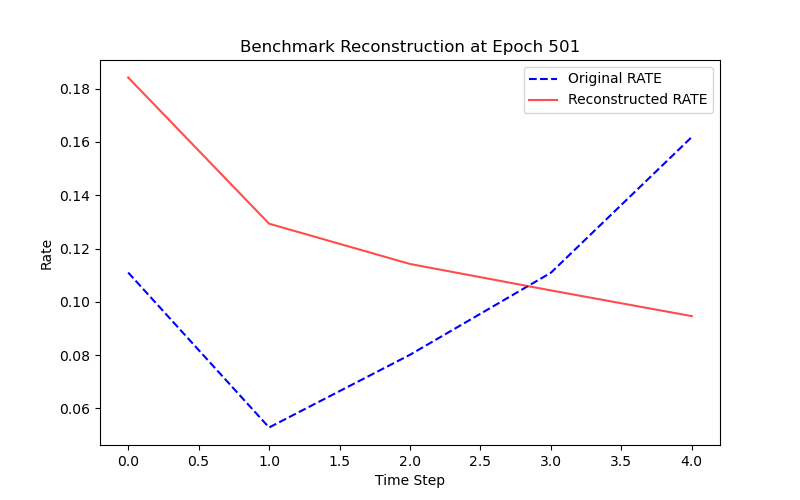 Benchmark Reconstruction at Epoch 501
Original RATE
Reconstructed RATE
Rate
0.18
0.16
0.14
0.12
0.10
0.08
0.06
0.0 0.5 1.0 1.5 2.0 2.5 3.0 3.5 4.0
Time Step